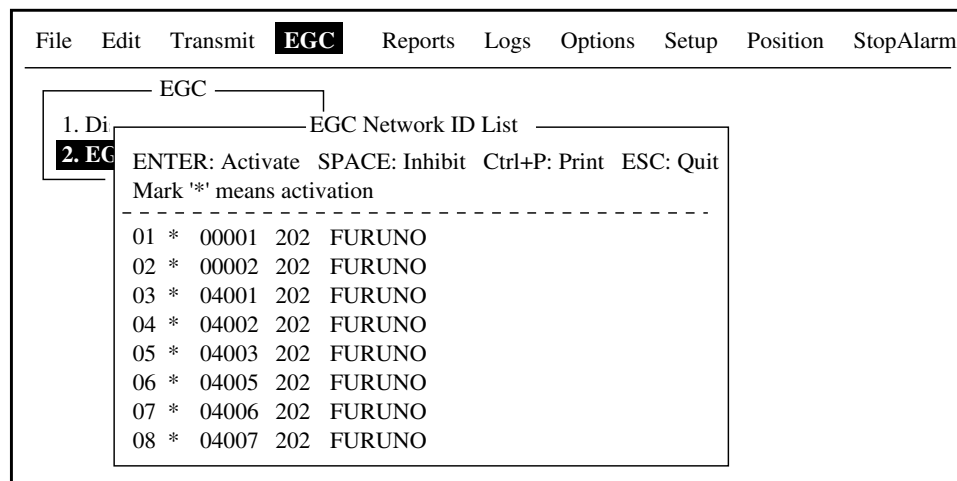 File Edit Transmit EGC Reports Logs Options Setup Position StopAlarm
EGC
1. Di
2. EG
EGC Network ID List
ENTER: Activate SPACE: Inhibit Ctrl+P: Print ESC: Quit
Mark '*' means activation
01 * 00001 202 FURUNO
02 * 00002 202 FURUNO
03 * 04001 202 FURUNO
04 * 04002 202 FURUNO
05 * 04003 202 FURUNO
06 * 04005 202 FURUNO
07 * 04006 202 FURUNO
08 * 04007 202 FURUNO